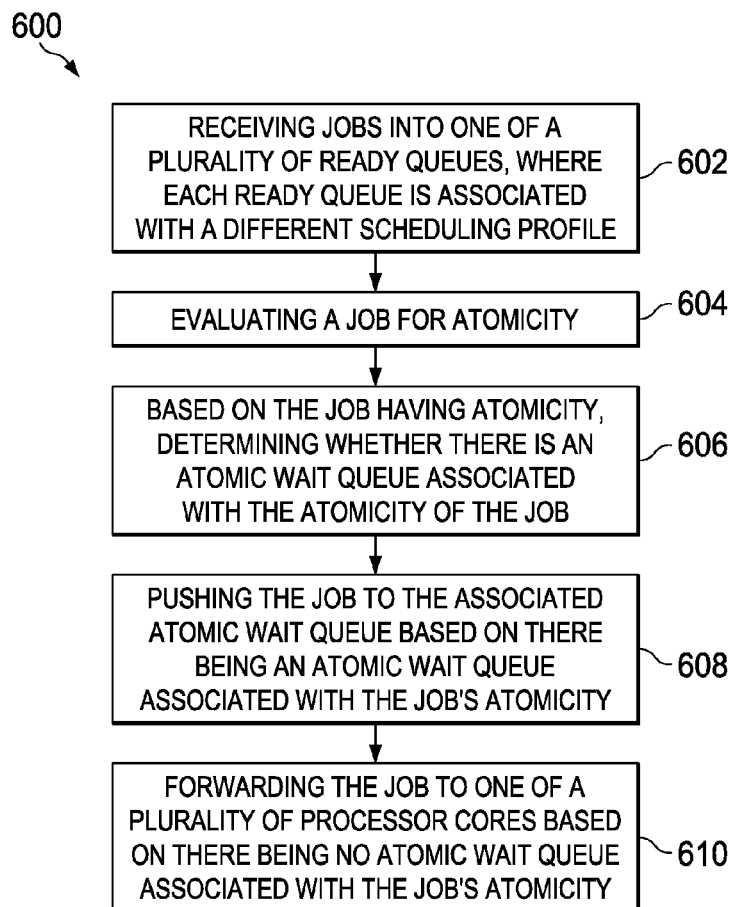 600
RECEIVING JOBS INTO ONE OF A
PLURALITY OF READY QUEUES, WHERE
EACH READY QUEUE IS ASSOCIATED
WITH A DIFFERENT SCHEDULING PROFILE
602
EVALUATING A JOB FOR ATOMICITY
604
BASED ON THE JOB HAVING ATOMICITY,
DETERMINING WHETHER THERE IS AN
ATOMIC WAIT QUEUE ASSOCIATED
WITH THE ATOMICITY OF THE JOB
606
PUSHING THE JOB TO THE ASSOCIATED
ATOMIC WAIT QUEUE BASED ON THERE
BEING AN ATOMIC WAIT QUEUE
ASSOCIATED WITH THE JOB'S ATOMICITY
608
FORWARDING THE JOB TO ONE OF A
PLURALITY OF PROCESSOR CORES BASED
ON THERE BEING NO ATOMIC WAIT QUEUE
ASSOCIATED WITH THE JOB'S ATOMICITY
610